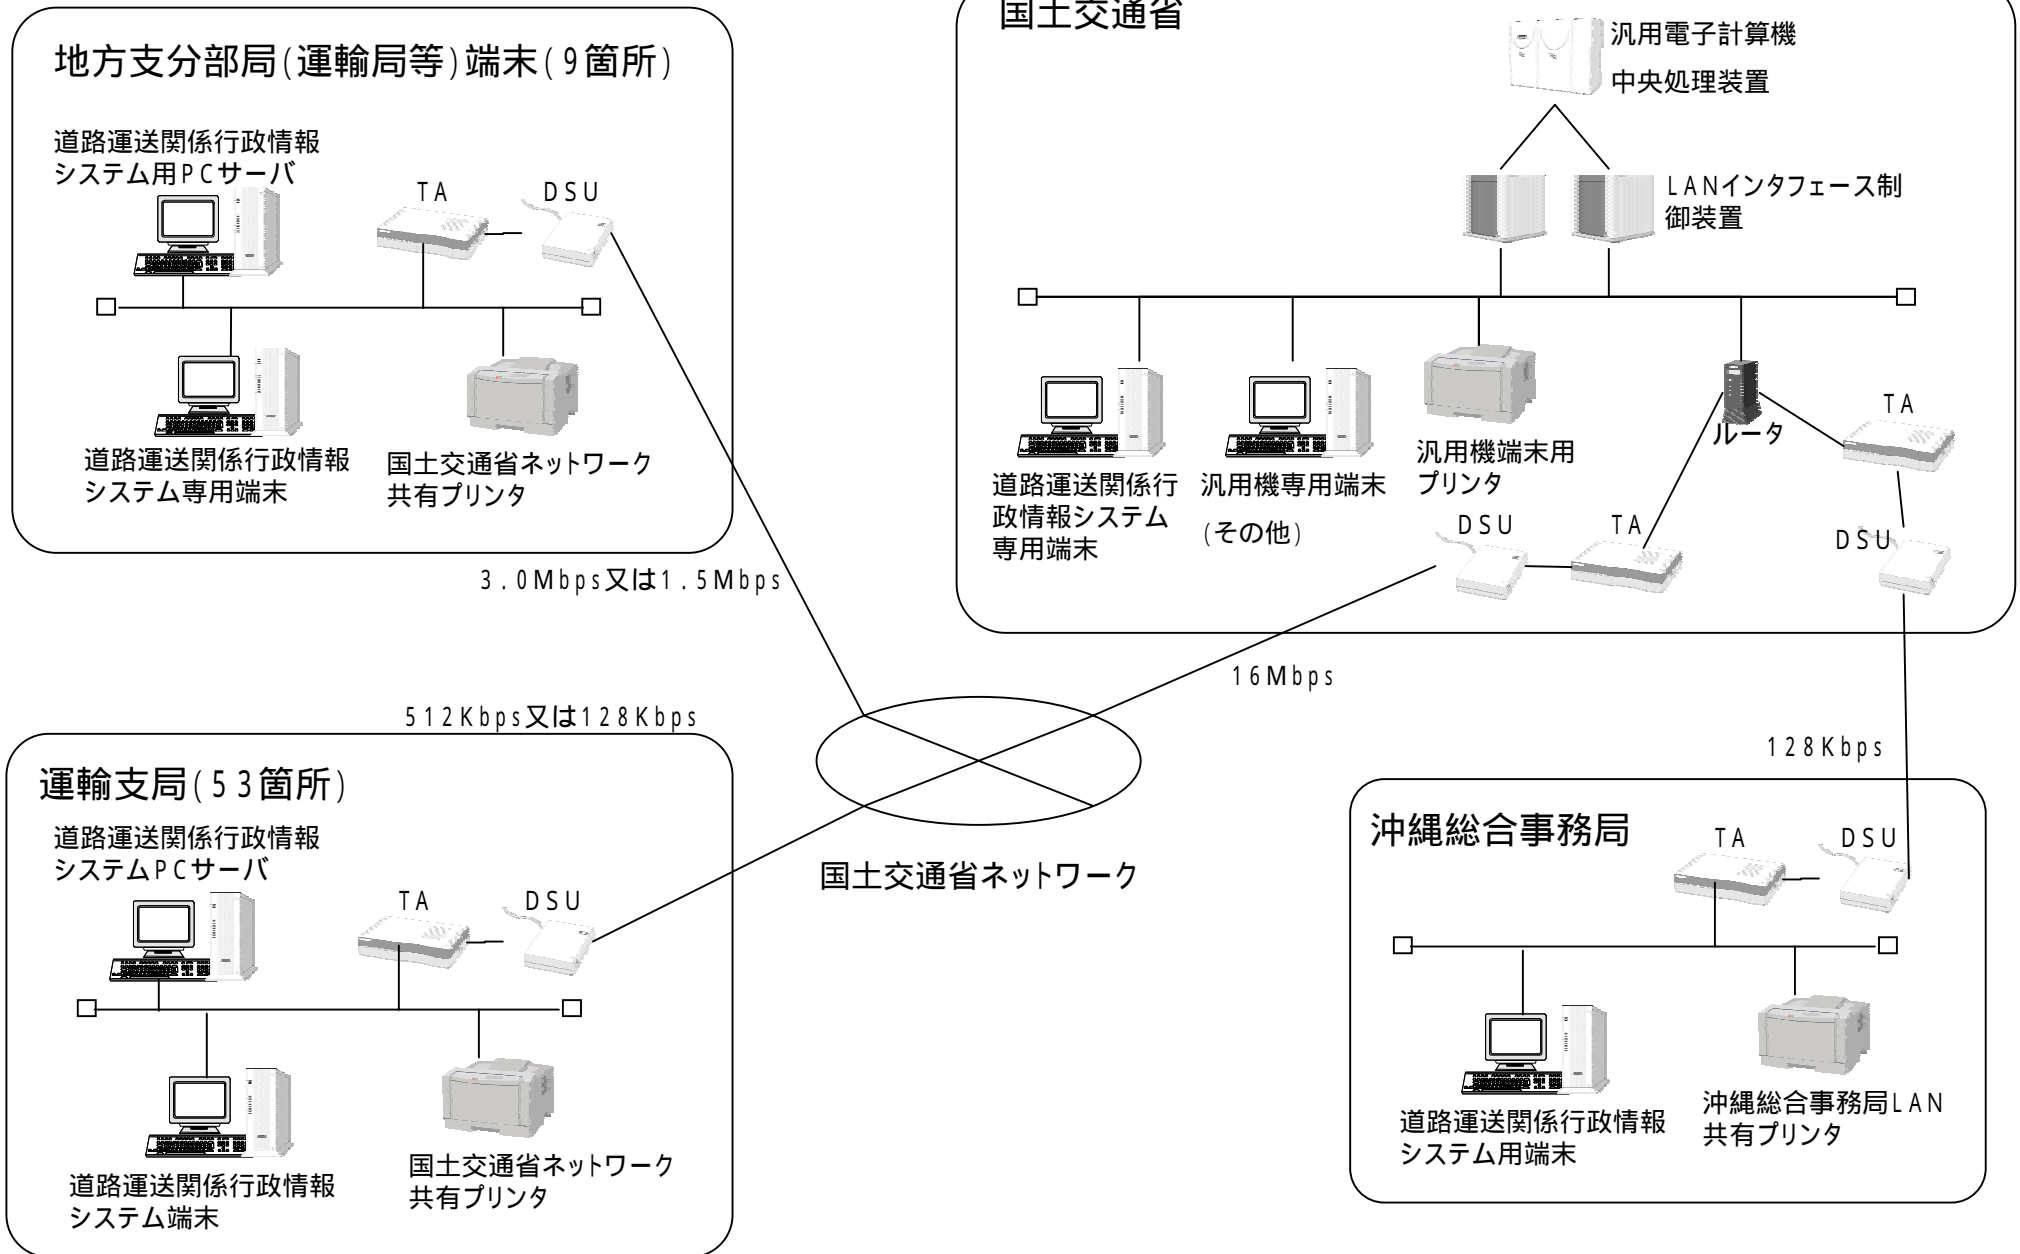 地方支分部局(運輸局等)端末(9箇所)
道路運送関係行政情報
システム用PCサーバ
TA
DSU
道路運送関係行政情報
システム専用端末
国土交通省ネットワーク
共有プリンタ
3.0Mbps又は1.5Mbps
国土交通省
汎用電子計算機
中央処理装置
LANインタフェース制
御装置
道路運送関係行
政情報システム
専用端末
汎用機専用端末
(その他)
汎用機端末用
プリンタ
ルータ
TA
DSU
TA
DSU
16Mbps
128Kbps
512Kbps又は128Kbps
運輸支局(53箇所)
道路運送関係行政情報
システムPCサーバ
TA
DSU
道路運送関係行政情報
システム端末
国土交通省ネットワーク
共有プリンタ
国土交通省ネットワーク
沖縄総合事務局
TA
DSU
道路運送関係行政情報
システム用端末
沖縄総合事務局LAN
共有プリンタ